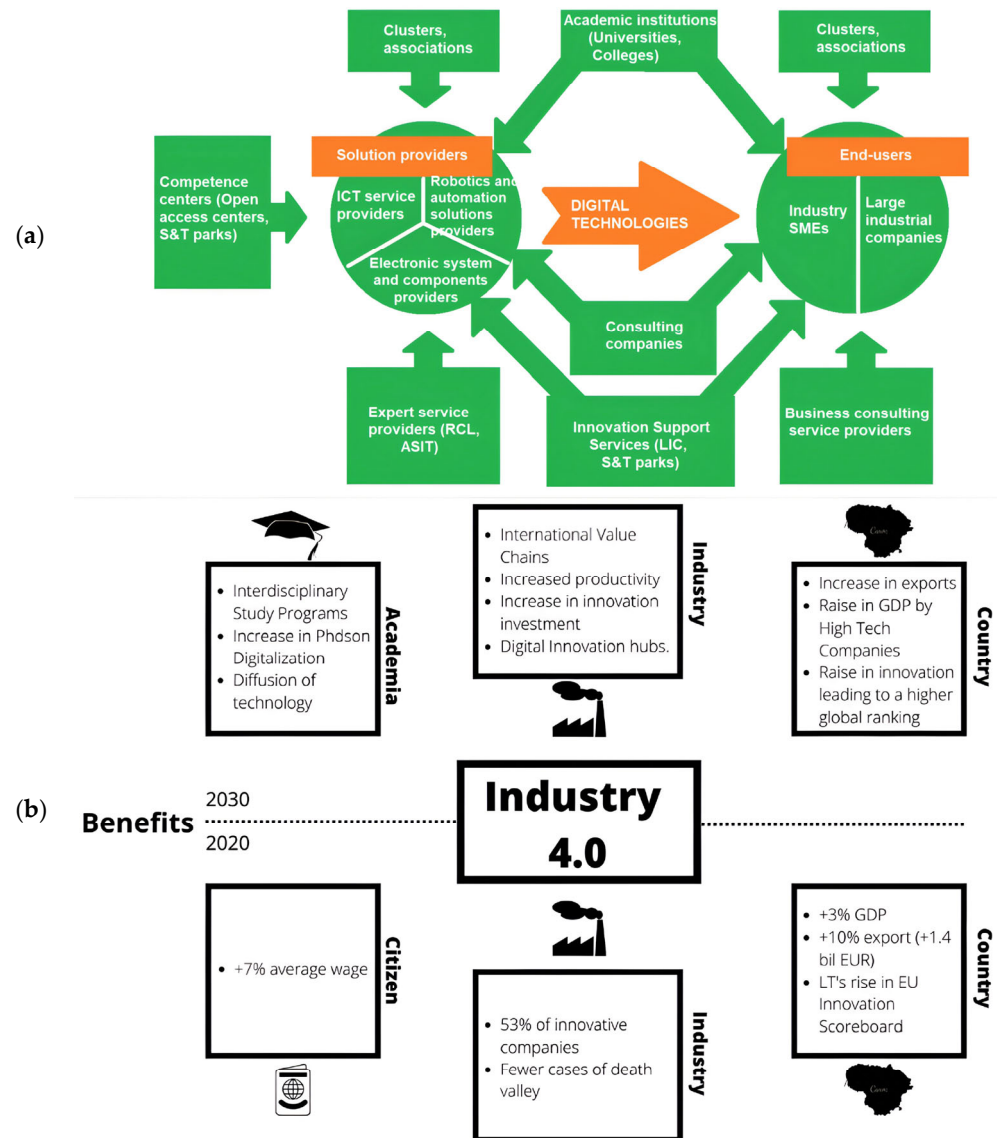 Clusters,
associations
Academic institutions
(Universities,
Colleges)
Clusters,
associations
(a)
Competence
centers (Open
access centers,
S&T parks)
Solution providers
ICT service
providers
Robotics and
automation
solutions
providers
Electronic system
and components
providers
DIGITAL
TECHNOLOGIES
End-users
Industry
SMEs
Large
industrial
companies
Consulting
companies
Expert service
providers (RCL,
ASIT)
Innovation Support
Services (LIC,
S&T parks)
Business consulting
service providers
(b)
• Interdisciplinary
Study Programs
• Increase in Phdson
Digitalization
• Diffusion of
technology
Academia
• International Value
Chains
• Increased productivity
• Increase in innovation
investment
• Digital Innovation hubs.
Industry
Canva
• Increase in exports
• Raise in GDP by
High Tech
Companies
• Raise in innovation
leading to a higher
global ranking
Country
Benefits
2030
2020
Industry
4.0
• +7% average wage
Citizen
• 53% of innovative
companies
• Fewer cases of death
valley
Industry
• +3% GDP
• +10% export (+1.4
bil EUR)
• LT's rise in EU
Innovation
Scoreboard
Country
Canva